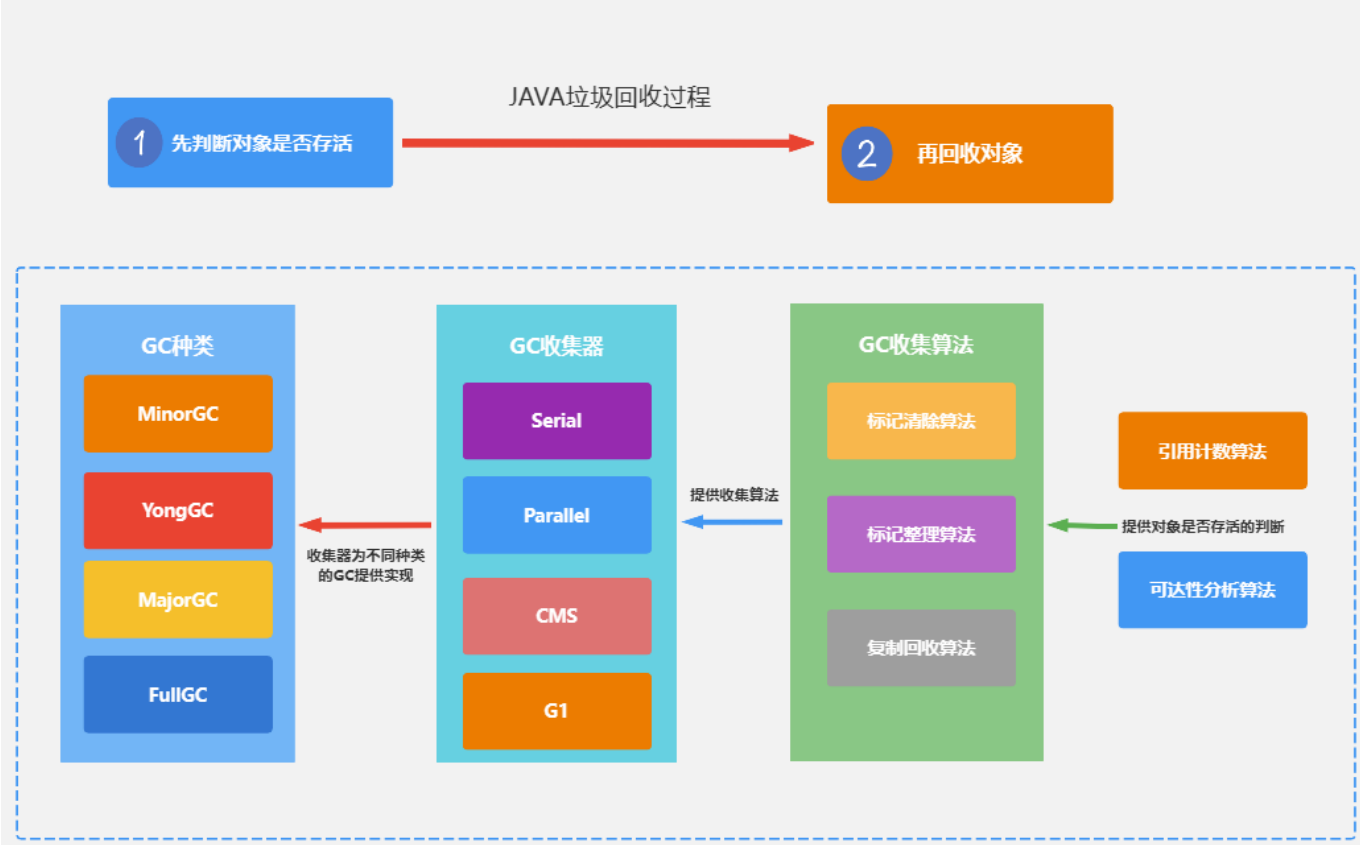 JAVA垃圾回收过程
1 先判断对象是否存活
2 再回收对象
GC种类
MinorGC
YongGC
MajorGC
FullGC
收集器为不同种类
的GC提供实现
GC收集器
Serial
Parallel
CMS
G1
提供收集算法
GC收集算法
标记清除算法
标记整理算法
复制回收算法
引用计数算法
提供对象是否存活的判断
可达性分析算法